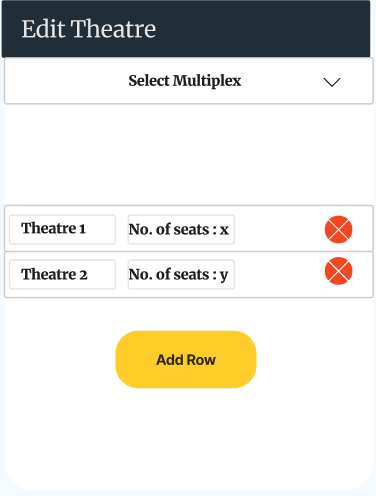 Edit Theatre
Select Multiplex
Theatre 1 No. of seats : x
Theatre 2 No. of seats : y
Add Row